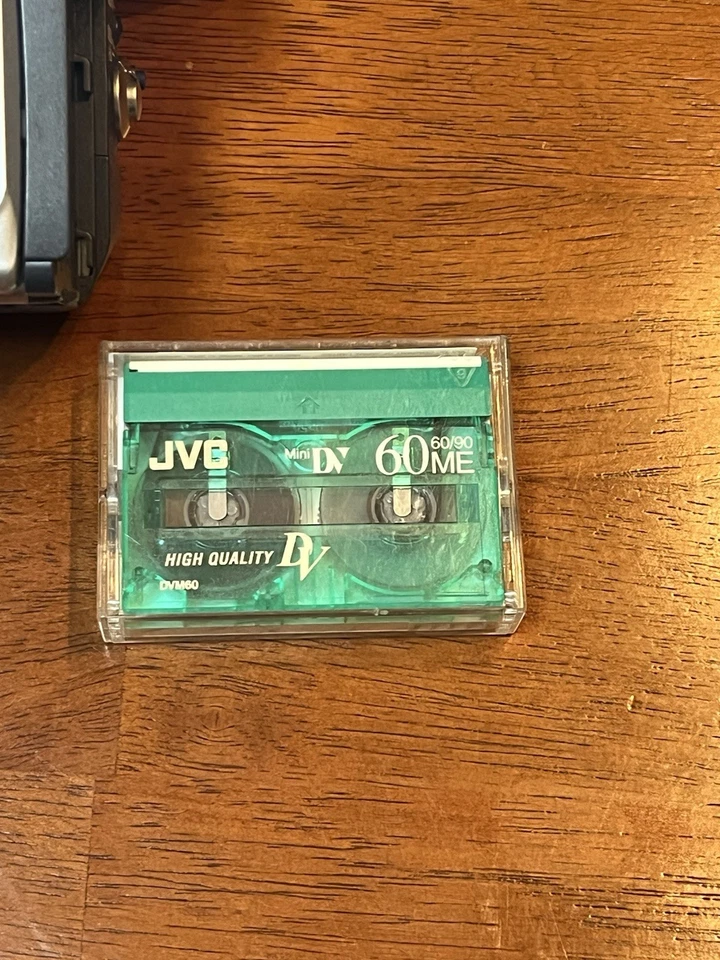 JVC
Mini DV
60/90
60ME
HIGH QUALITY DV
DVM60